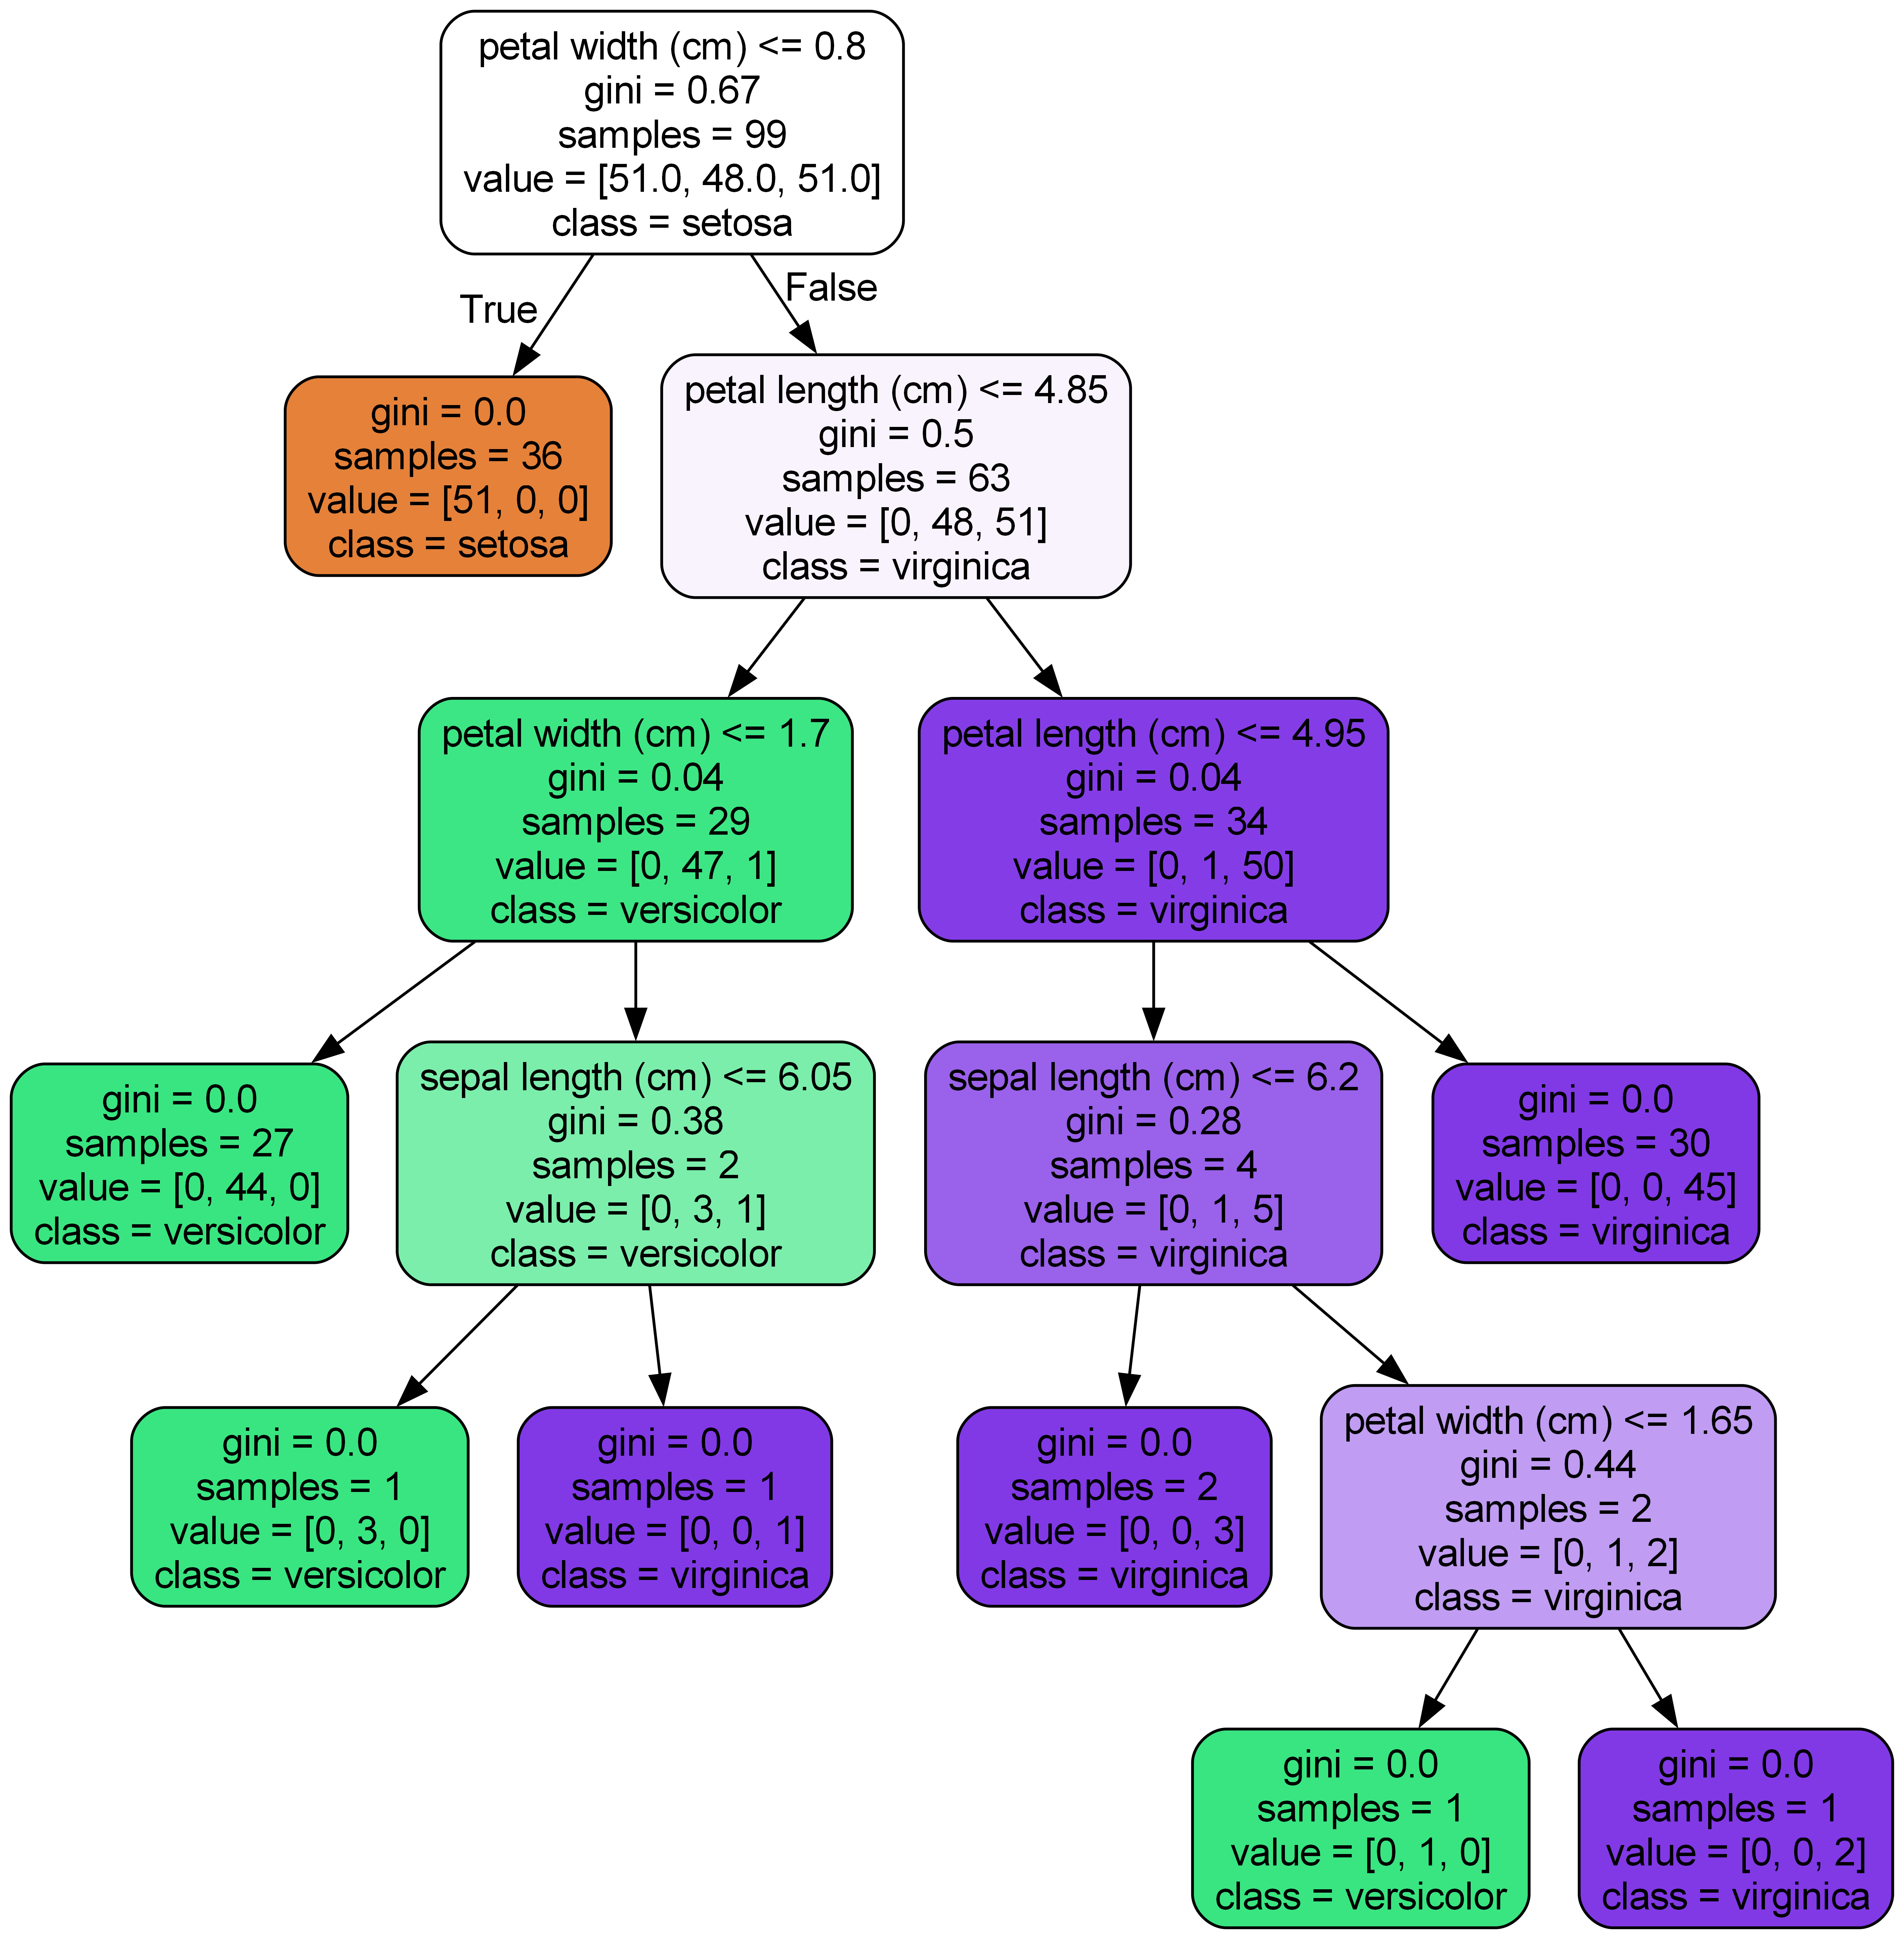 petal width (cm) <= 0.8
gini = 0.67
samples = 99
value = [51.0, 48.0, 51.0]
class = setosa
True
False
gini = 0.0
samples = 36
value = [51, 0, 0]
class = setosa
petal length (cm) <= 4.85
gini = 0.5
samples = 63
value = [0, 48, 51]
class = virginica
petal width (cm) <= 1.7
gini = 0.04
samples = 29
value = [0, 47, 1]
class = versicolor
petal length (cm) <= 4.95
gini = 0.04
samples = 34
value = [0, 1, 50]
class = virginica
gini = 0.0
samples = 27
value = [0, 44, 0]
class = versicolor
sepal length (cm) <= 6.05
gini = 0.38
samples = 2
value = [0, 3, 1]
class = versicolor
sepal length (cm) <= 6.2
gini = 0.28
samples = 4
value = [0, 1, 5]
class = virginica
gini = 0.0
samples = 30
value = [0, 0, 45]
class = virginica
gini = 0.0
samples = 1
value = [0, 3, 0]
class = versicolor
gini = 0.0
samples = 1
value = [0, 0, 1]
class = virginica
gini = 0.0
samples = 2
value = [0, 0, 3]
class = virginica
petal width (cm) <= 1.65
gini = 0.44
samples = 2
value = [0, 1, 2]
class = virginica
gini = 0.0
samples = 1
value = [0, 1, 0]
class = versicolor
gini = 0.0
samples = 1
value = [0, 0, 2]
class = virginica